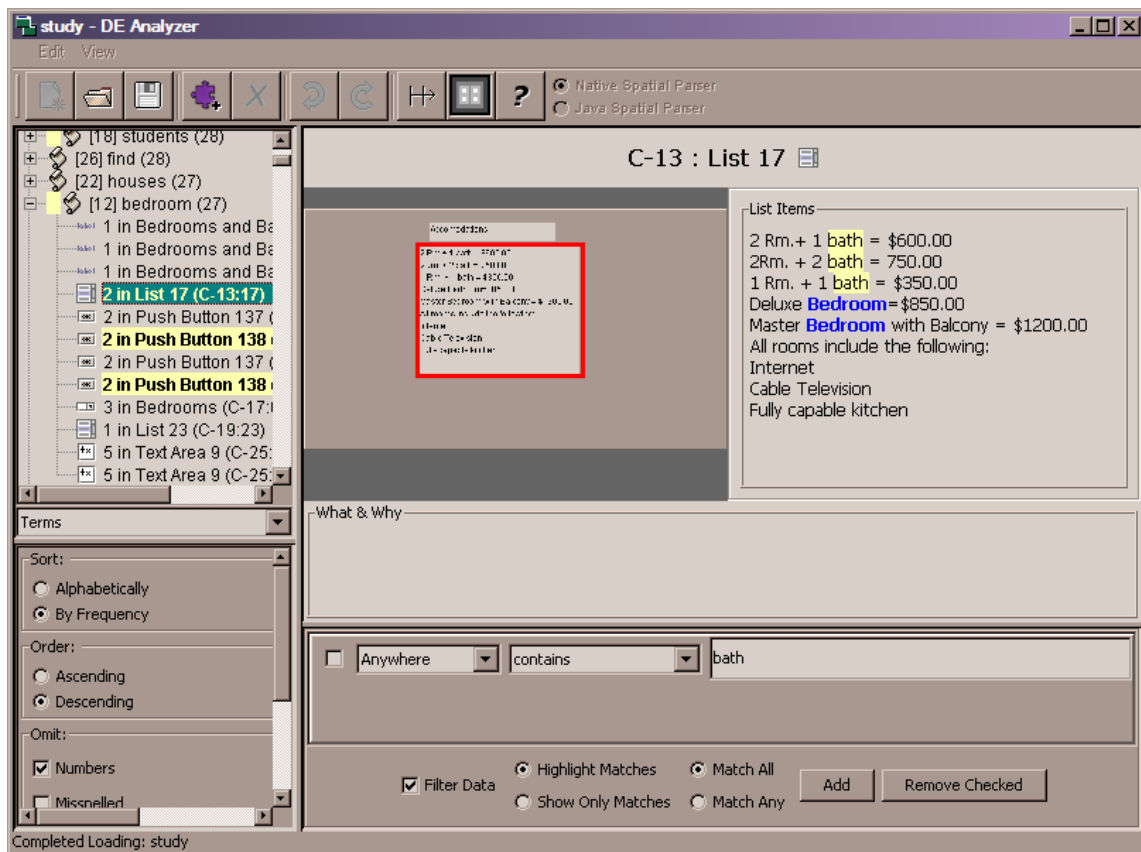 study - DE Analyzer
Edit View
Native Spatial Parser
Java Spatial Parser
[18] students (28)
[26] find (28)
[22] houses (27)
[12] bedroom (27)
label 1 in Bedrooms and Ba
label 1 in Bedrooms and Ba
label 1 in Bedrooms and Ba
2 in List 17 (C-13:17)
2 in Push Button 137 (
2 in Push Button 138
2 in Push Button 137 (
2 in Push Button 138
3 in Bedrooms (C-17:
1 in List 23 (C-19:23)
5 in Text Area 9 (C-25:
5 in Text Area 9 (C-25:
Terms
Sort:
Alphabetically
By Frequency
Order:
Ascending
Descending
Omit:
Numbers
Misspelled
C-13 : List 17
Accomodations
List Items
2 Rm.+ 1 bath = $600.00
2Rm. + 2 bath = 750.00
1 Rm. + 1 bath = $350.00
Deluxe Bedroom=$850.00
Master Bedroom with Balcony = $1200.00
All rooms include the following:
Internet
Cable Television
Fully capable kitchen
What & Why
Anywhere contains bath
Filter Data
Highlight Matches
Show Only Matches
Match All
Match Any
Add
Remove Checked
Completed Loading: study